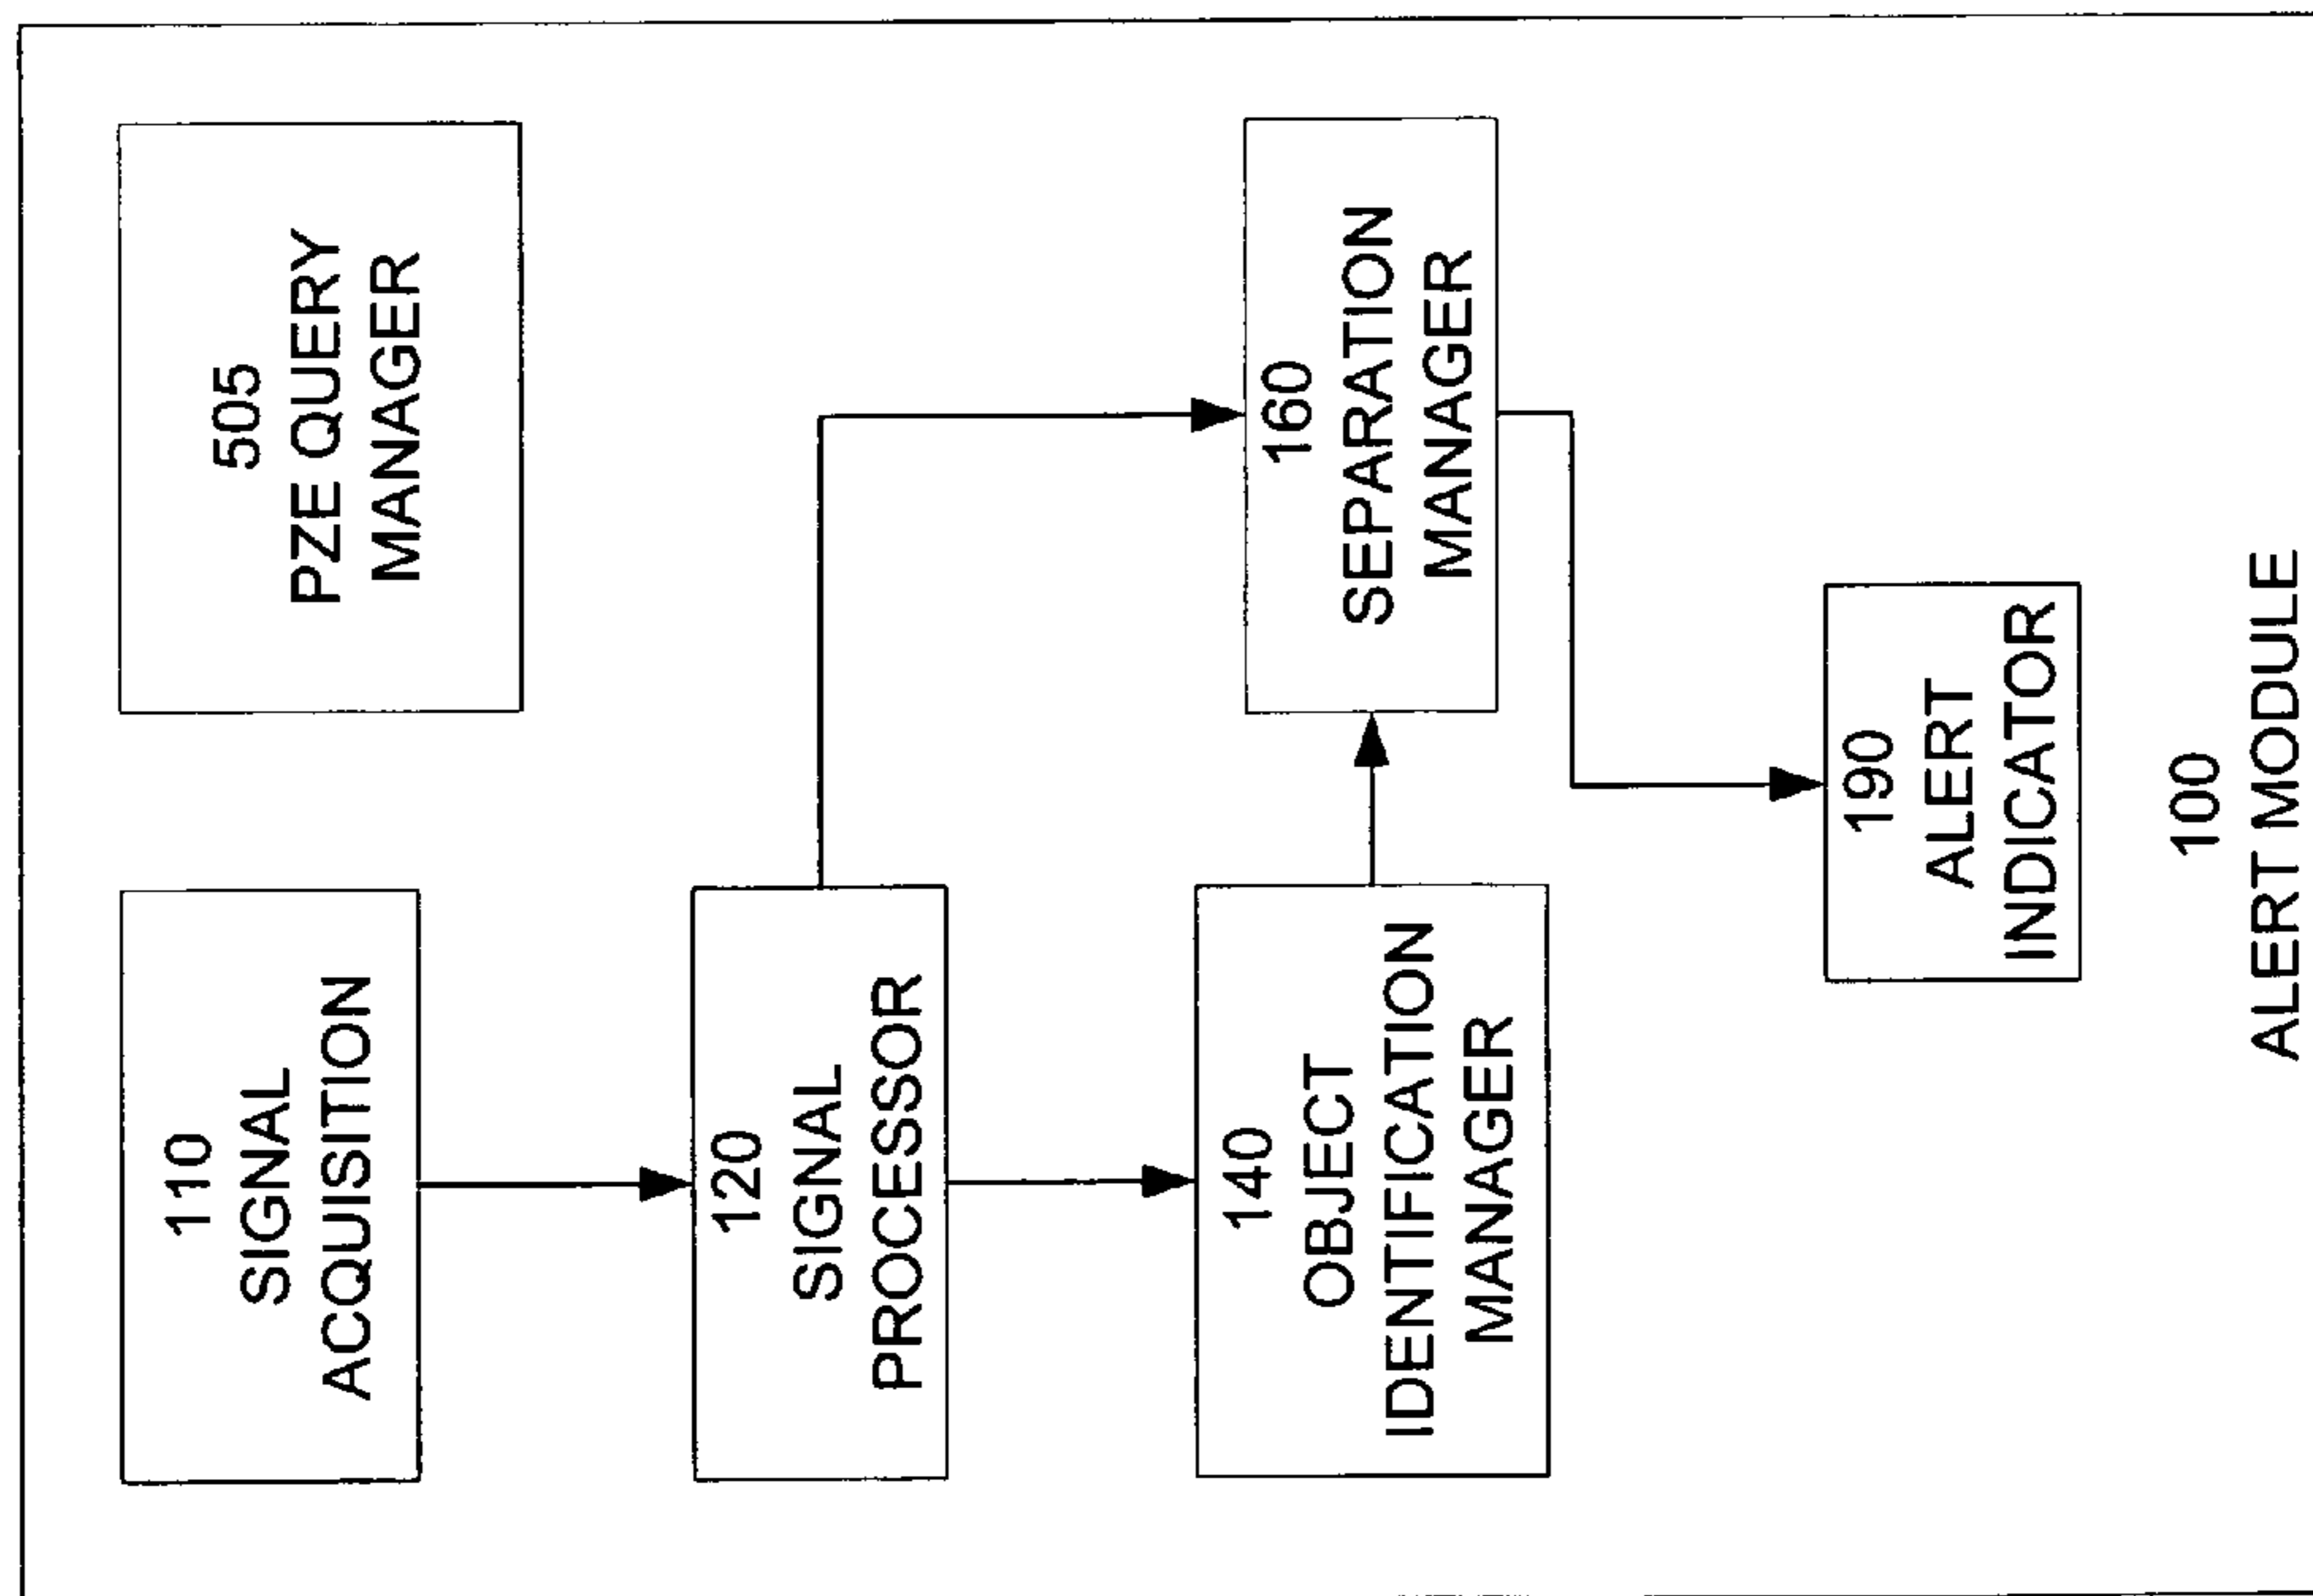 110
SIGNAL
ACQUISITION
120
SIGNAL
PROCESSOR
140
OBJECT
IDENTIFICATION
MANAGER
505
PZE QUERY
MANAGER
160
SEPARATION
MANAGER
190
ALERT
INDICATOR
100
ALERT MODULE